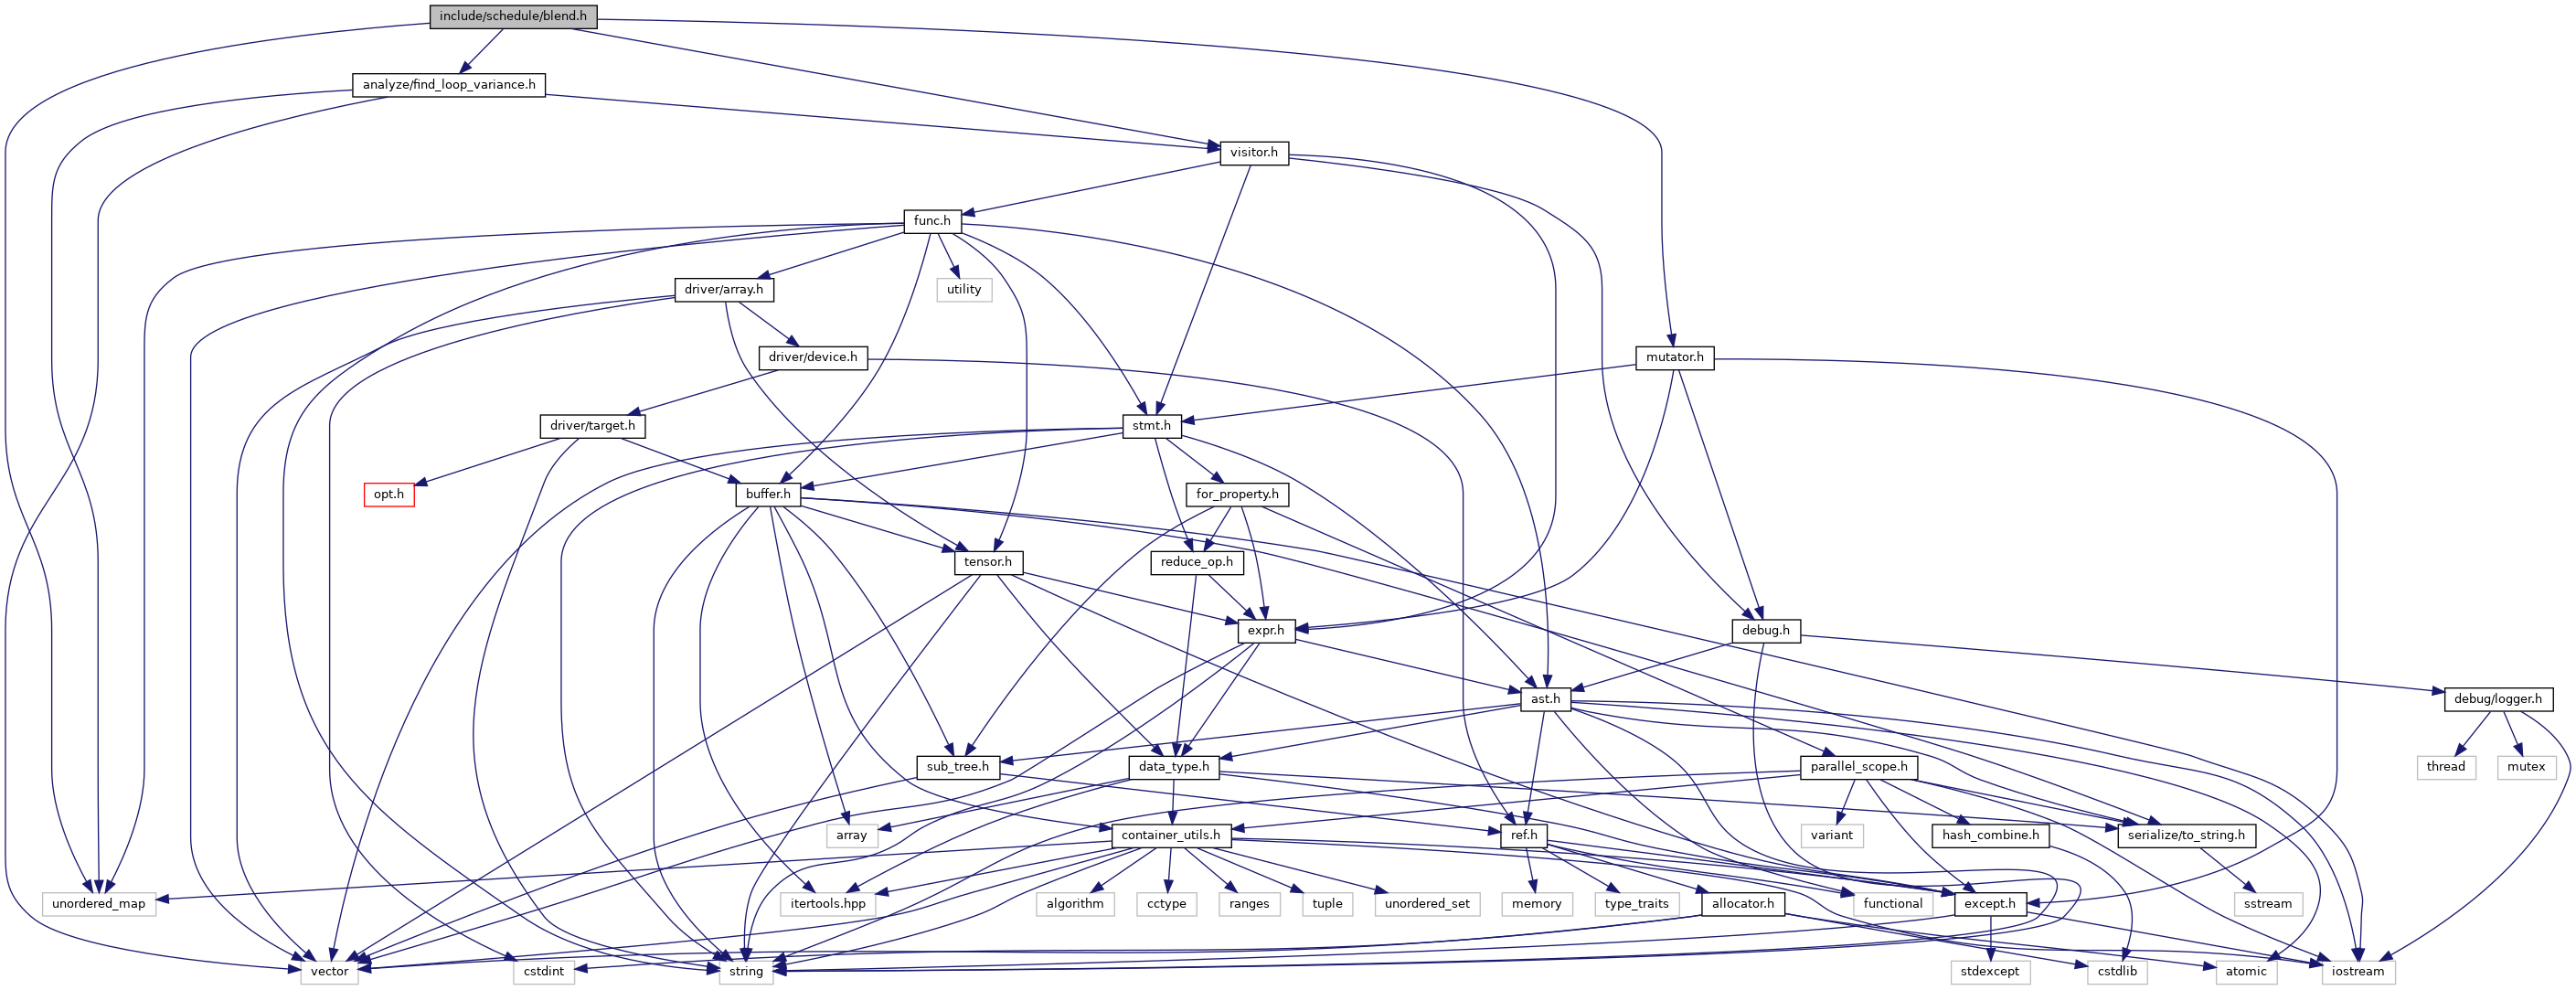 include/schedule/blend.h
analyze/find_loop_variance.h
visitor.h
func.h
driver/array.h
utility
driver/device.h
mutator.h
driver/target.h
stmt.h
opt.h
buffer.h
for_property.h
tensor.h
reduce_op.h
expr.h
debug.h
ast.h
debug/logger.h
sub_tree.h
data_type.h
parallel_scope.h
thread
mutex
array
container_utils.h
ref.h
variant
hash_combine.h
serialize/to_string.h
unordered_map
itertools.hpp
algorithm
cctype
ranges
tuple
unordered_set
memory
type_traits
allocator.h
functional
except.h
sstream
vector
cstdint
string
stdexcept
cstdlib
atomic
iostream